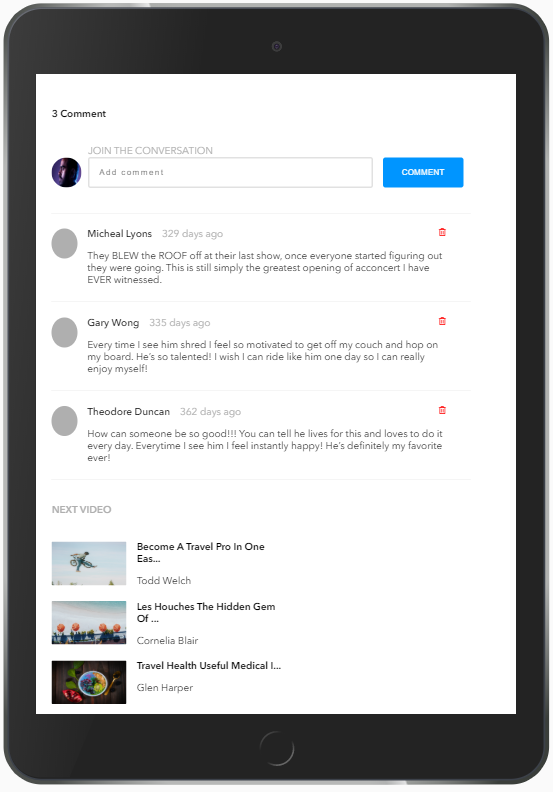 3 Comment
JOIN THE CONVERSATION
Add comment
COMMENT
Micheal Lyons 329 days ago
They BLEW the ROOF off at their last show, once everyone started figuring out
they were going. This is still simply the greatest opening of acconcert I have
EVER witnessed.
Gary Wong 335 days ago
Every time I see him shred I feel so motivated to get off my couch and hop on
my board. He's so talented! I wish I can ride like him one day so I can really
enjoy myself!
Theodore Duncan 362 days ago
How can someone be so good!!! You can tell he lives for this and loves to do it
every day. Everytime I see him I feel instantly happy! He's definitely my favorite
ever!
NEXT VIDEO
Become A Travel Pro In One
Eas...
Todd Welch
Les Houches The Hidden Gem
Of ...
Cornelia Blair
Travel Health Useful Medical I...
Glen Harper